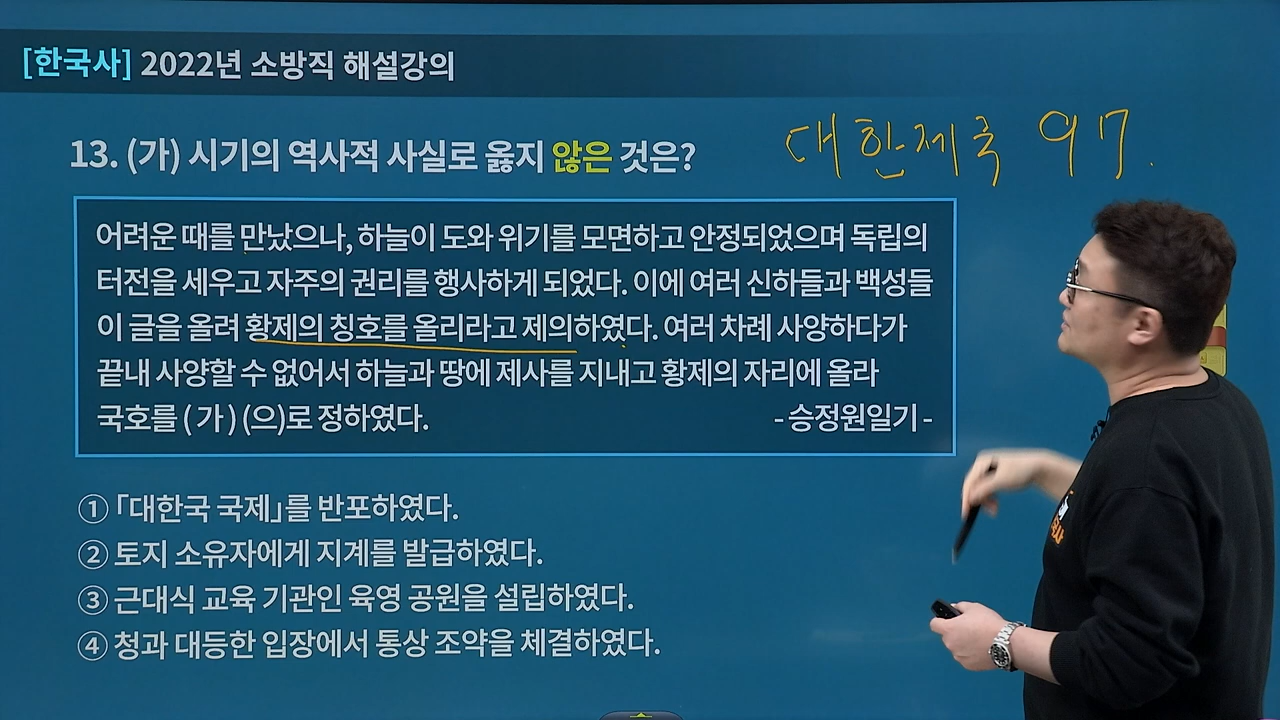 [한국사] 2022년 소방직 해설강의
대한제국 97.
13. (가) 시기의 역사적 사실로 옳지 않은 것은?
어려운 때를 만났으나, 하늘이 도와 위기를 모면하고 안정되었으며 독립의
터전을 세우고 자주의 권리를 행사하게 되었다. 이에 여러 신하들과 백성들
이 글을 올려 황제의 칭호를 올리라고 제의하였다. 여러 차례 사양하다가
끝내 사양할 수 없어서 하늘과 땅에 제사를 지내고 황제의 자리에 올라
국호를 ( 가 ) (으)로 정하였다.
- 승정원일기 -
① ｢대한국 국제｣를 반포하였다.
② 토지 소유자에게 지계를 발급하였다.
③ 근대식 교육 기관인 육영 공원을 설립하였다.
④ 청과 대등한 입장에서 통상 조약을 체결하였다.